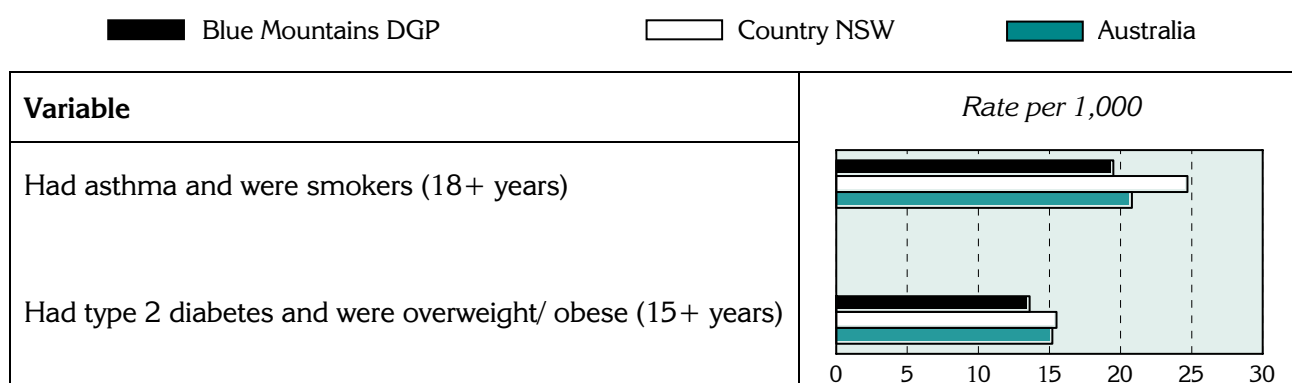 Blue Mountains DGP Country NSW Australia
Variable Rate per 1,000
Had asthma and were smokers (18+ years)
Had type 2 diabetes and were overweight/ obese (15+ years)
0 5 10 15 20 25 30